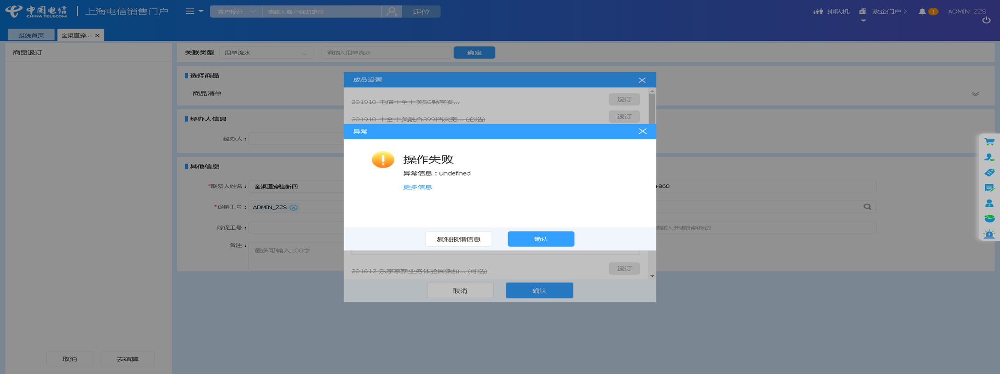 中国电信
CHINA TELECOM
上海电信销售门户
客户标识
请输入客户标识定位
定位
排队机
政企门户
1
ADMIN_ZZS
系统首页
全渠道穿...
商品退订
关联类型
甩单流水
请输入甩单流水
确定
选择商品
商品清单
经办人信息
经办人：
其他信息
*联系人姓名：
全渠道穿验新四
+860
*促销工号：
ADMIN_ZZS
综促工号：
请输入开渠助销标识
备注：
最多可输入100字
取消
去结算
成员设置
201910 电信十全十美5G畅享套...
退订
201910 十全十美融合399档次宽... (必选)
退订
异常
操作失败
异常信息：undefined
更多信息
复制报错信息
确认
201612 乐享家新业务体验固话加... (可选)
退订
取消
确认